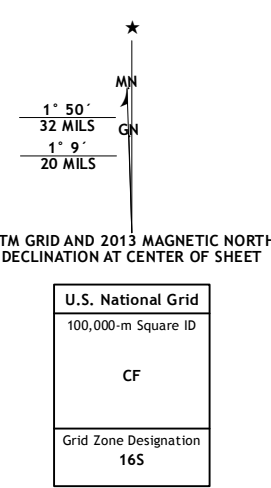 MN
1° 50´
32 MILS
GN
1° 9´
20 MILS
TM GRID AND 2013 MAGNETIC NORTH
DECLINATION AT CENTER OF SHEET
U.S. National Grid
100,000-m Square ID
CF
Grid Zone Designation
16S